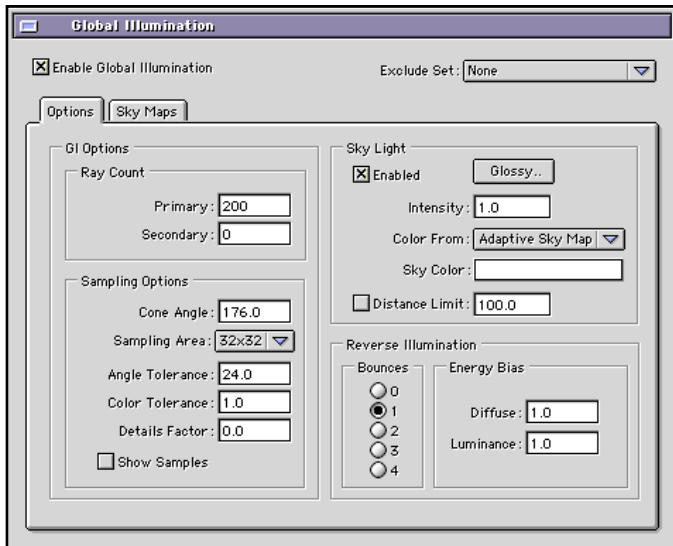 Global Illumination
Enable Global Illumination
Exclude Set: None
Options
Sky Maps
GI Options
Ray Count
Primary: 200
Secondary: 0
Sampling Options
Cone Angle: 176.0
Sampling Area: 32x32
Angle Tolerance: 24.0
Color Tolerance: 1.0
Details Factor: 0.0
Show Samples
Sky Light
Enabled
Glossy..
Intensity: 1.0
Color From: Adaptive Sky Map
Sky Color:
Distance Limit: 100.0
Reverse Illumination
Bounces
0
1
2
3
4
Energy Bias
Diffuse: 1.0
Luminance: 1.0